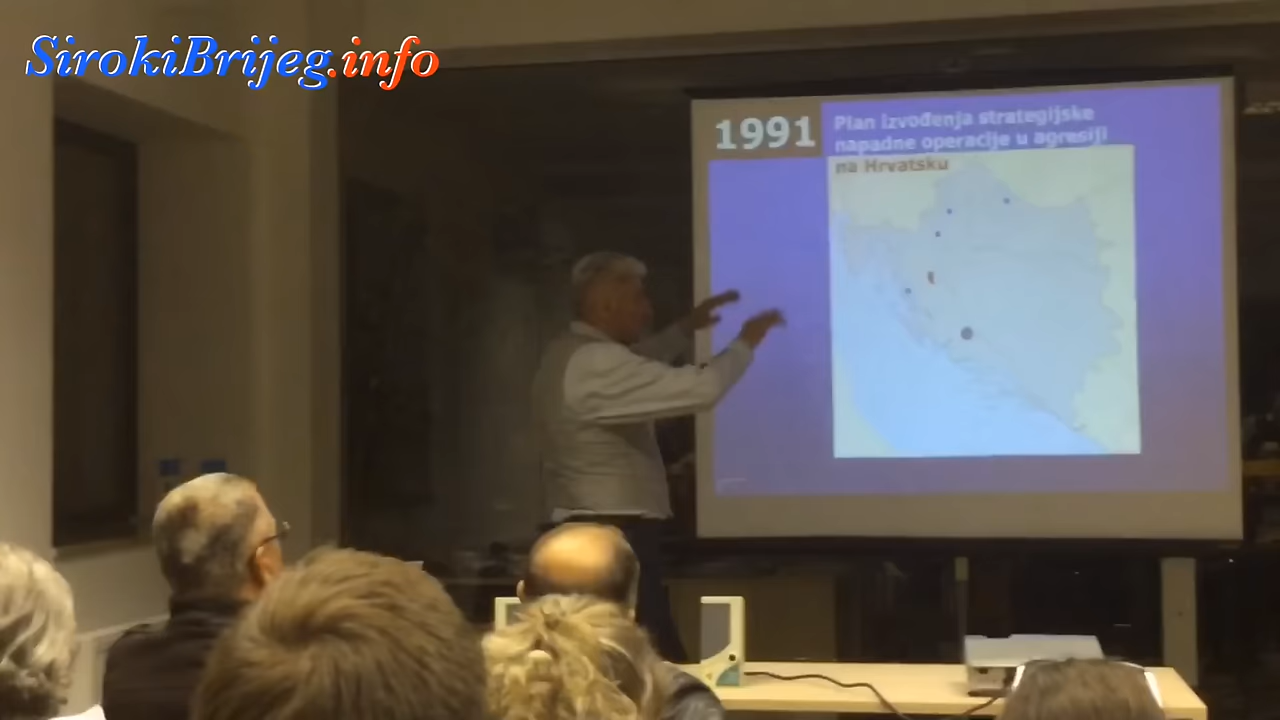 SirokiBrijeg.info
1991
Plan izvođenja strategijske
napadne operacije u agresiji
na Hrvatsku